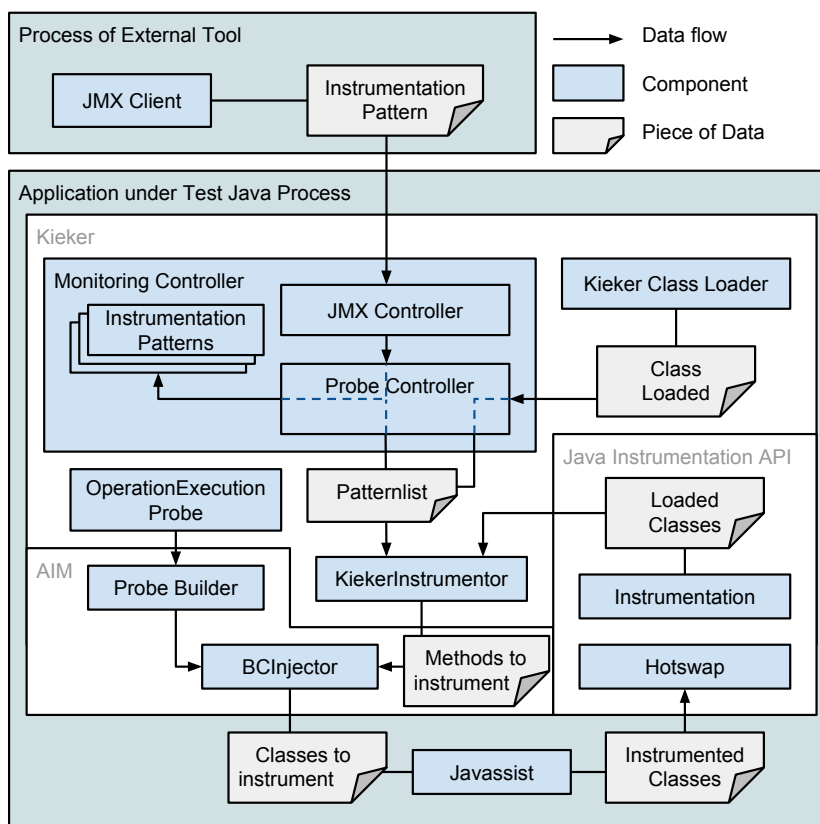 Process of External Tool
JMX Client
Instrumentation
Pattern
Data flow
Component
Piece of Data
Application under Test Java Process
Kieker
Monitoring Controller
Instrumentation
Patterns
JMX Controller
Probe Controller
Kieker Class Loader
Class
Loaded
OperationExecution
Probe
Patternlist
Java Instrumentation API
Loaded
Classes
AIM
Probe Builder
KiekerInstrumentor
Instrumentation
BCInjector
Methods to
instrument
Hotswap
Classes to
instrument
Javassist
Instrumented
Classes